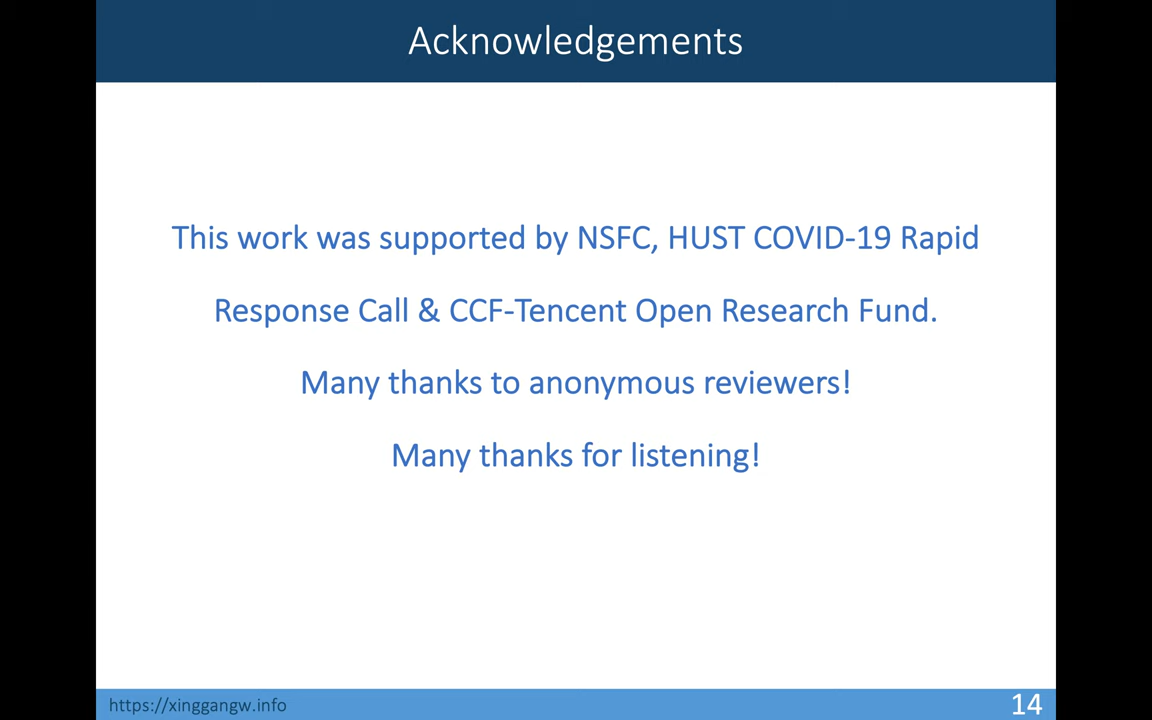 Acknowledgements
This work was supported by NSFC, HUST COVID-19 Rapid
Response Call & CCF-Tencent Open Research Fund.
Many thanks to anonymous reviewers!
Many thanks for listening!
https://xinggangw.info
14